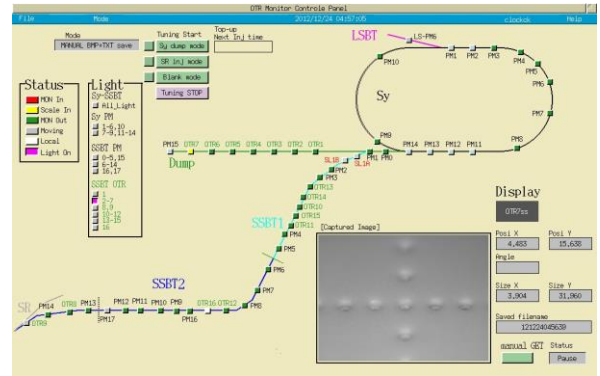 OTR Monitor Controle Panel
File Mode 2012/12/24 04:57:05 clockck Help
Mode
MANUAL BMP+TXT save
Tuning Start
Sy dump mode
SR inj mode
Blank mode
Tuning STOP
Top-up
Next Inj time
LSBT
LS-PM6
PM1 PM2 PM3 PM4
PM5
PM6
PM7
PM8
PM10
Sy
PM9
PM14 PM13 PM12 PM11
Status
MON In
Scale In
MON Out
Moving
Local
Light On
Light
Sy-SSBT
All_Light
Sy PM
1-6,10
7-9,11-14
SSBT PM
0-5,15
6-14
16,17
SSBT OTR
1
2-7
8,9
10-12
13-15
16
PM15 OTR7 OTR6 OTR5 OTR4 OTR3 OTR2 OTR1
Dump
SL1B SL1A PM1 PM0
PM2
PM3
OTR13
OTR14
OTR10
OTR15
OTR11
SSBT1
PM4
PM5
PM6
PM7
PM8
SSBT2
SR PM14 OTR8 PM13 PM12 PM11 PM10 PM9 OTR16 OTR12
OTR9 PM17 PM16
[Captured Image]
Display
OTR7ss
Posi X Posi Y
4,483 15,638
Angle
Size X Size Y
3,904 31,960
Saved filename
121224045638
manual GET Status
Pause